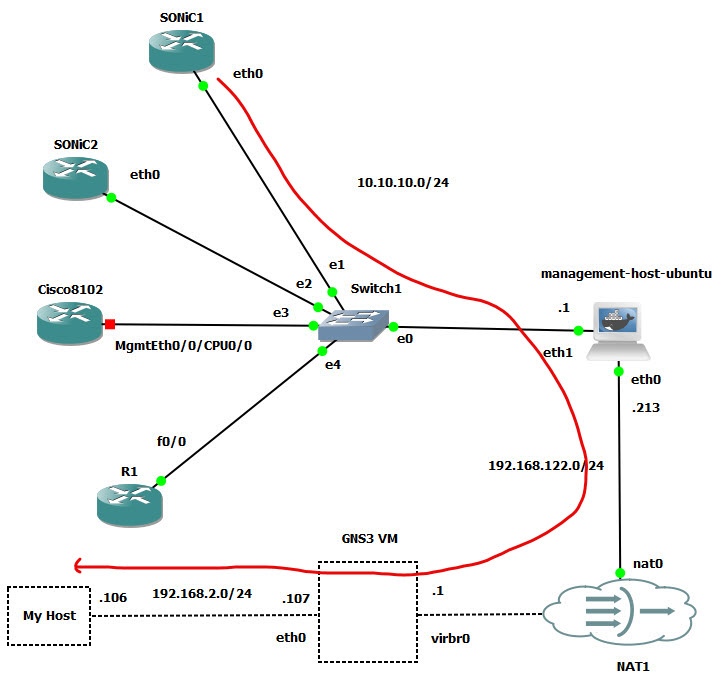 SONiC1
eth0
SONiC2
eth0
10.10.10.0/24
e1
management-host-ubuntu
e2
Switch1
Cisco8102
.1
e3
MgmtEth0/0/CPU0/0
e0
eth1
e4
eth0
.213
f0/0
192.168.122.0/24
R1
GNS3 VM
nat0
192.168.2.0/24
.106
.107
.1
My Host
eth0
virbr0
NAT1